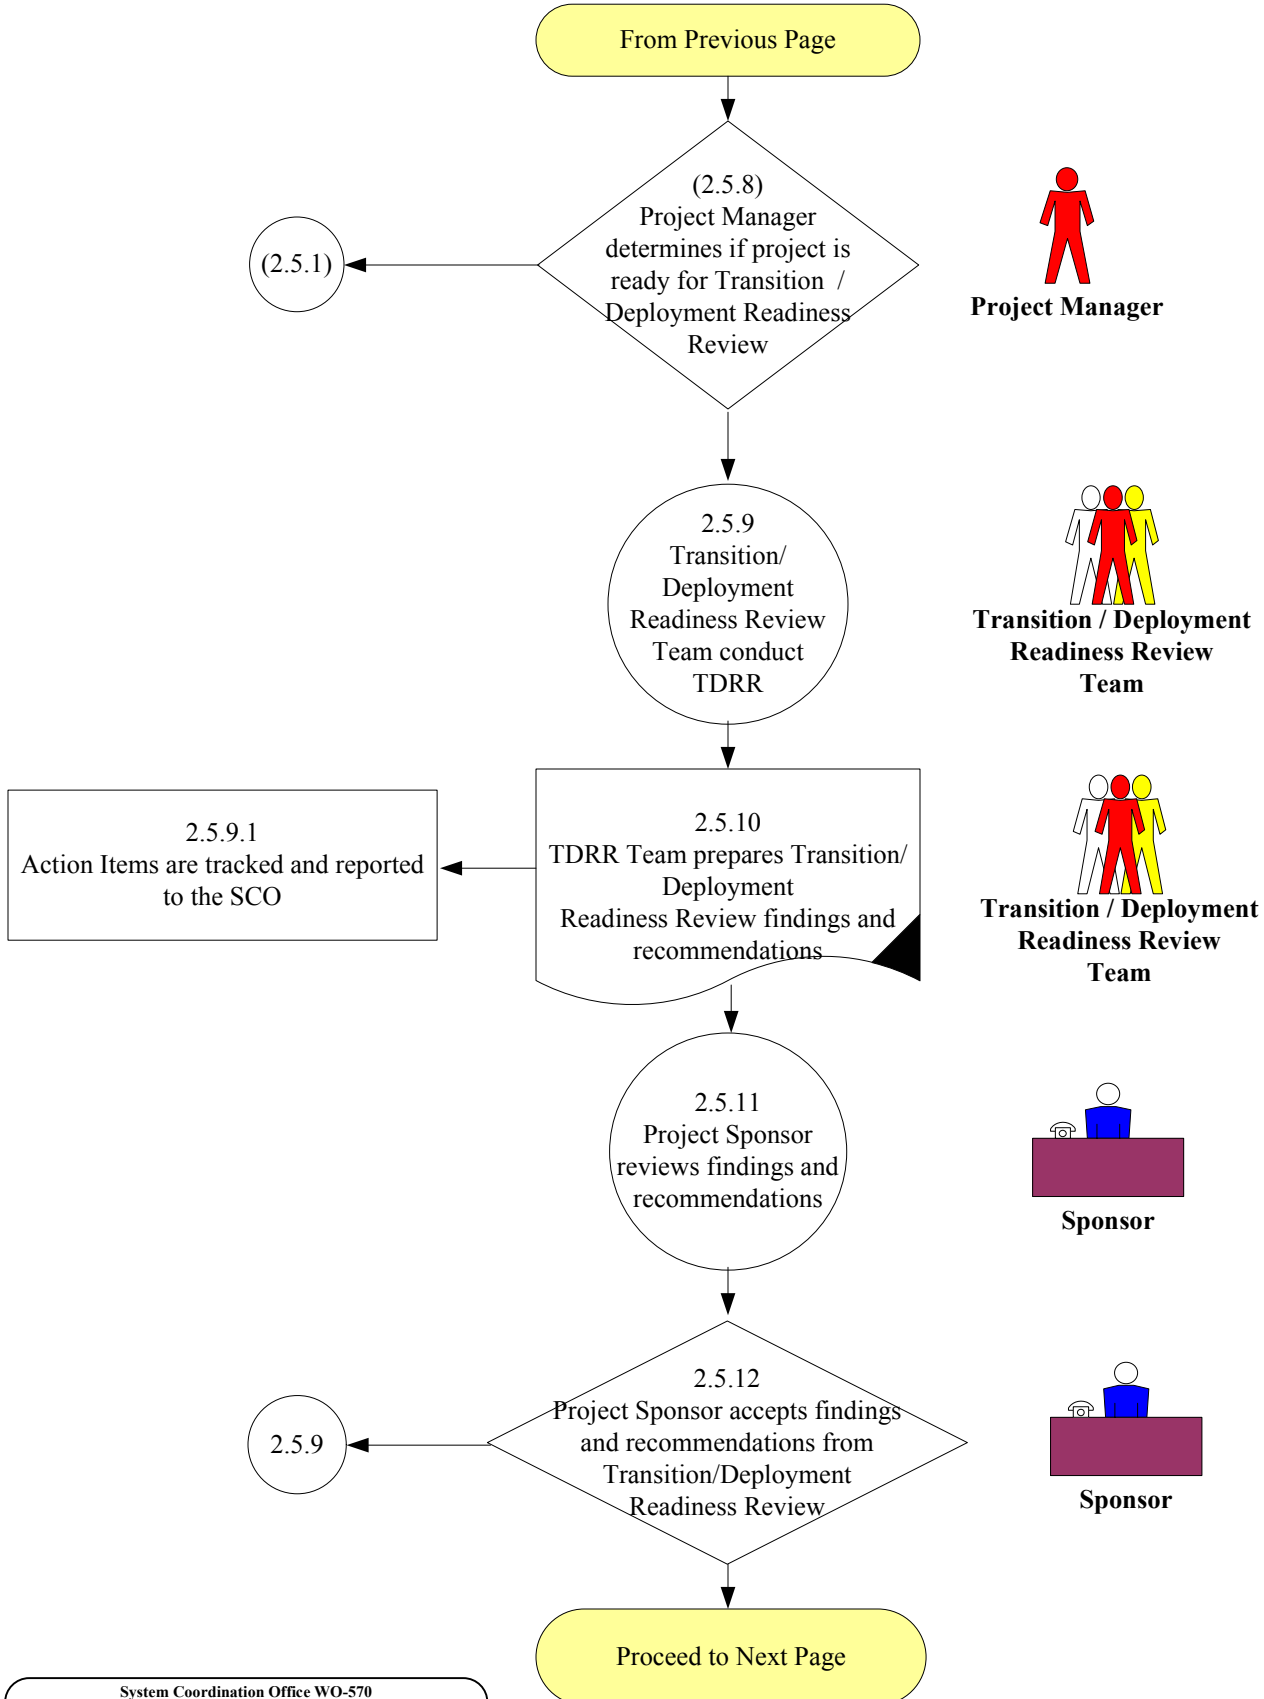 From Previous Page
(2.5.8)
Project Manager
determines if project is
ready for Transition /
Deployment Readiness
Review
(2.5.1)
Project Manager
2.5.9
Transition/
Deployment
Readiness Review
Team conduct
TDRR
Transition / Deployment
Readiness Review
Team
2.5.9.1
Action Items are tracked and reported
to the SCO
2.5.10
TDRR Team prepares Transition/
Deployment
Readiness Review findings and
recommendations
Transition / Deployment
Readiness Review
Team
2.5.11
Project Sponsor
reviews findings and
recommendations
Sponsor
2.5.9
2.5.12
Project Sponsor accepts findings
and recommendations from
Transition/Deployment
Readiness Review
Sponsor
Proceed to Next Page
System Coordination Office WO-570